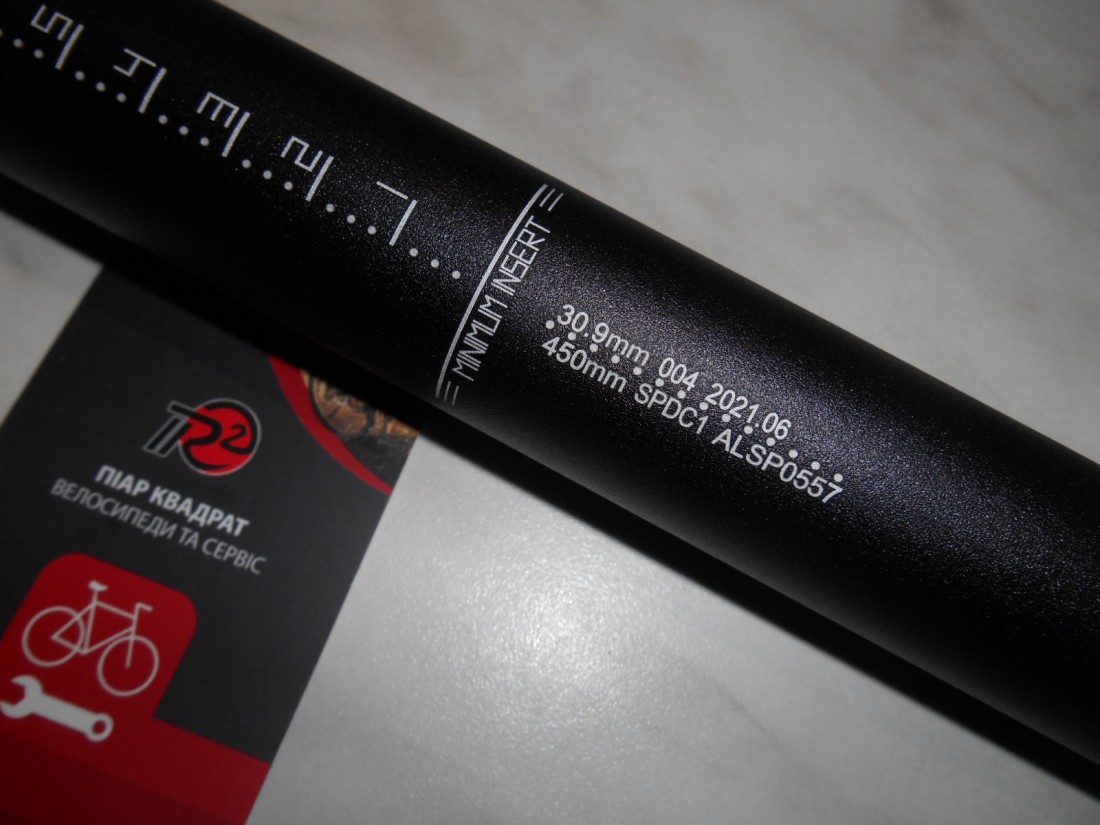 5 4 3 2 1
MINIMUM INSERT
30.9mm 004 2021.06
450mm SPDC1 ALSP0557
ПR2
ПІАР КВАДРАТ
ВЕЛОСИПЕДИ ТА СЕРВІС